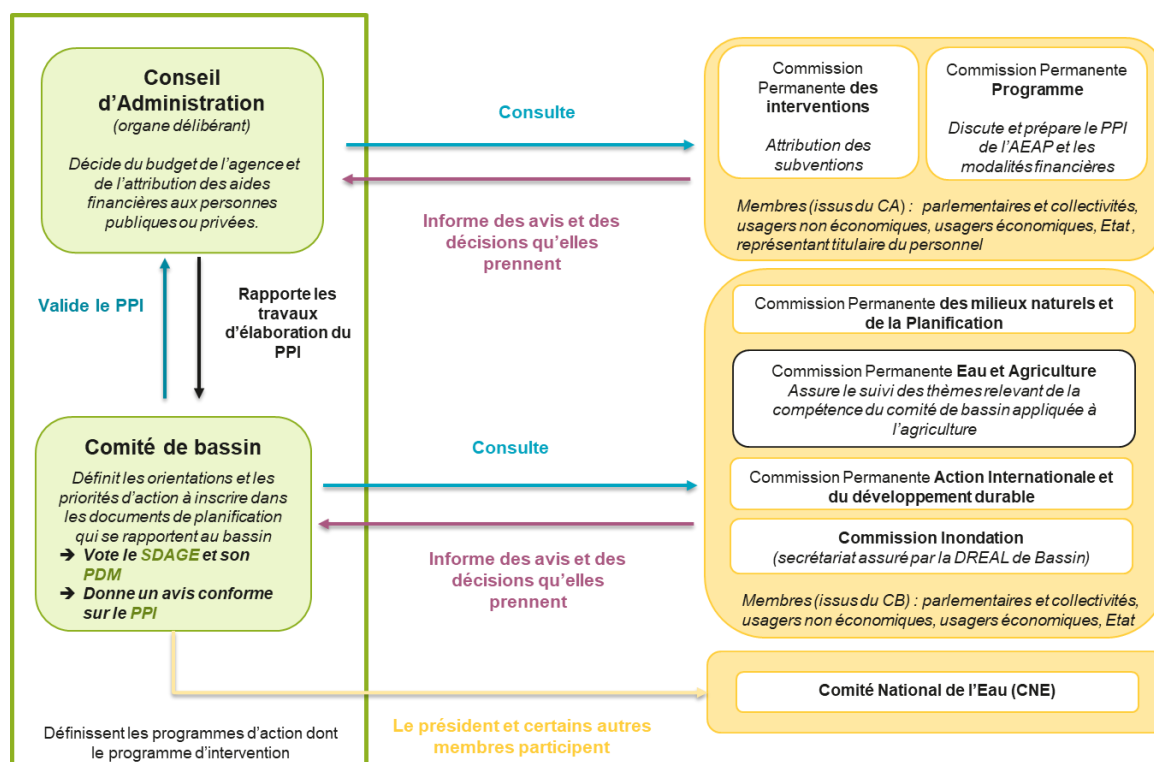 Conseil
d'Administration
(organe délibérant)
Décide du budget de l'agence et
de l'attribution des aides
financières aux personnes
publiques ou privées.
Consulte
Informe des avis et des
décisions qu'elles
prennent
Commission
Permanente des
interventions
Attribution des
subventions
Commission Permanente
Programme
Discute et prépare le PPI
de l'AEAP et les
modalités financières
Membres (issus du CA) : parlementaires et collectivités,
usagers non économiques, usagers économiques, Etat ,
représentant titulaire du personnel
Valide le PPI
Rapporte les
travaux
d'élaboration du
PPI
Comité de bassin
Définit les orientations et les
priorités d'action à inscrire dans
les documents de planification
qui se rapportent au bassin
➔ Vote le SDAGE et son
PDM
➔ Donne un avis conforme
sur le PPI
Consulte
Informe des avis et des
décisions qu'elles
prennent
Commission Permanente des milieux naturels et
de la Planification
Commission Permanente Eau et Agriculture
Assure le suivi des thèmes relevant de la
compétence du comité de bassin appliquée à
l'agriculture
Commission Permanente Action Internationale et
du développement durable
Commission Inondation
(secrétariat assuré par la DREAL de Bassin)
Membres (issus du CB) : parlementaires et collectivités,
usagers non économiques, usagers économiques, Etat
Comité National de l'Eau (CNE)
Le président et certains autres
membres participent
Définissent les programmes d'action dont
le programme d'intervention